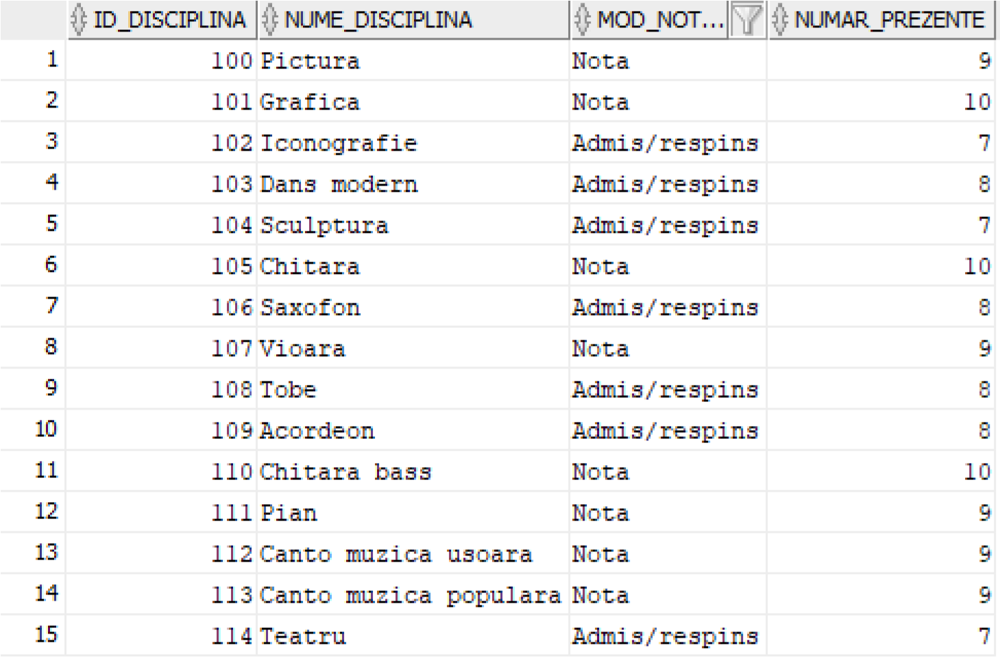 ID_DISCIPLINA NUME_DISCIPLINA MOD_NOT... NUMAR_PREZENTE
1 100 Pictura Nota 9
2 101 Grafica Nota 10
3 102 Iconografie Admis/respins 7
4 103 Dans modern Admis/respins 8
5 104 Sculptura Admis/respins 7
6 105 Chitara Nota 10
7 106 Saxofon Admis/respins 8
8 107 Vioara Nota 9
9 108 Tobe Admis/respins 8
10 109 Acordeon Admis/respins 8
11 110 Chitara bass Nota 10
12 111 Pian Nota 9
13 112 Canto muzica usoara Nota 9
14 113 Canto muzica populara Nota 9
15 114 Teatru Admis/respins 7